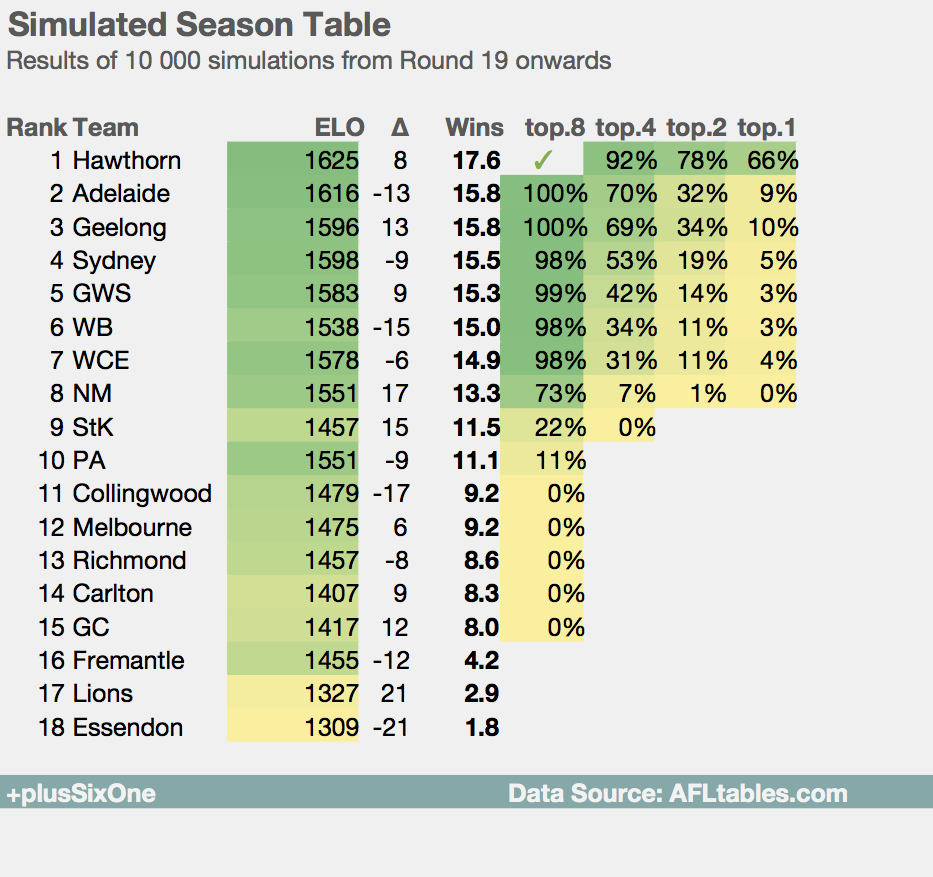 Simulated Season Table
Results of 10 000 simulations from Round 19 onwards
Rank Team ELO Δ Wins top.8 top.4 top.2 top.1
1 Hawthorn 1625 8 17.6 ✓ 92% 78% 66%
2 Adelaide 1616 -13 15.8 100% 70% 32% 9%
3 Geelong 1596 13 15.8 100% 69% 34% 10%
4 Sydney 1598 -9 15.5 98% 53% 19% 5%
5 GWS 1583 9 15.3 99% 42% 14% 3%
6 WB 1538 -15 15.0 98% 34% 11% 3%
7 WCE 1578 -6 14.9 98% 31% 11% 4%
8 NM 1551 17 13.3 73% 7% 1% 0%
9 StK 1457 15 11.5 22% 0%
10 PA 1551 -9 11.1 11%
11 Collingwood 1479 -17 9.2 0%
12 Melbourne 1475 6 9.2 0%
13 Richmond 1457 -8 8.6 0%
14 Carlton 1407 9 8.3 0%
15 GC 1417 12 8.0 0%
16 Fremantle 1455 -12 4.2
17 Lions 1327 21 2.9
18 Essendon 1309 -21 1.8
+plusSixOne Data Source: AFLtables.com